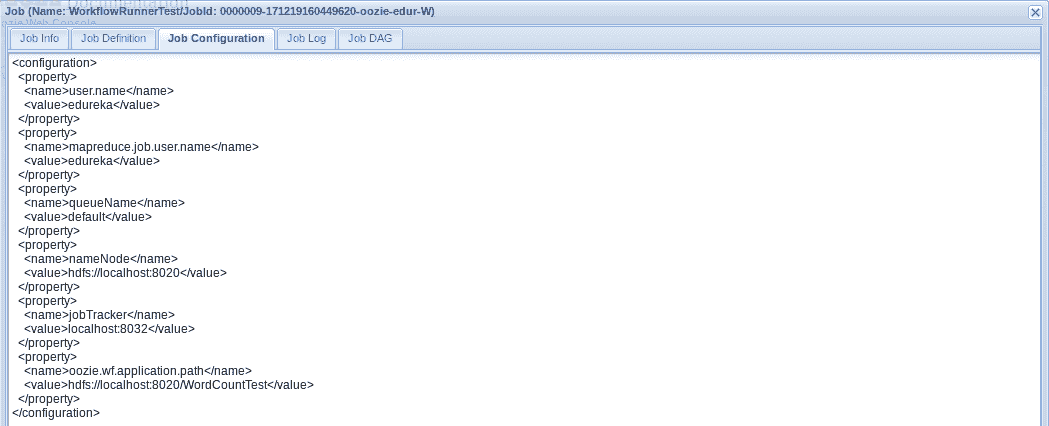 Documentation
Job (Name: WorkflowRunnerTest/JobId: 0000009-171219160449620-oozie-edur-W)
Web Console
Job Info Job Definition Job Configuration Job Log Job DAG
<configuration>
<property>
<name>user.name</name>
<value>edureka</value>
</property>
<property>
<name>mapreduce.job.user.name</name>
<value>edureka</value>
</property>
<property>
<name>queueName</name>
<value>default</value>
</property>
<property>
<name>nameNode</name>
<value>hdfs://localhost:8020</value>
</property>
<property>
<name>jobTracker</name>
<value>localhost:8032</value>
</property>
<property>
<name>oozie.wf.application.path</name>
<value>hdfs://localhost:8020/WordCountTest</value>
</property>
</configuration>